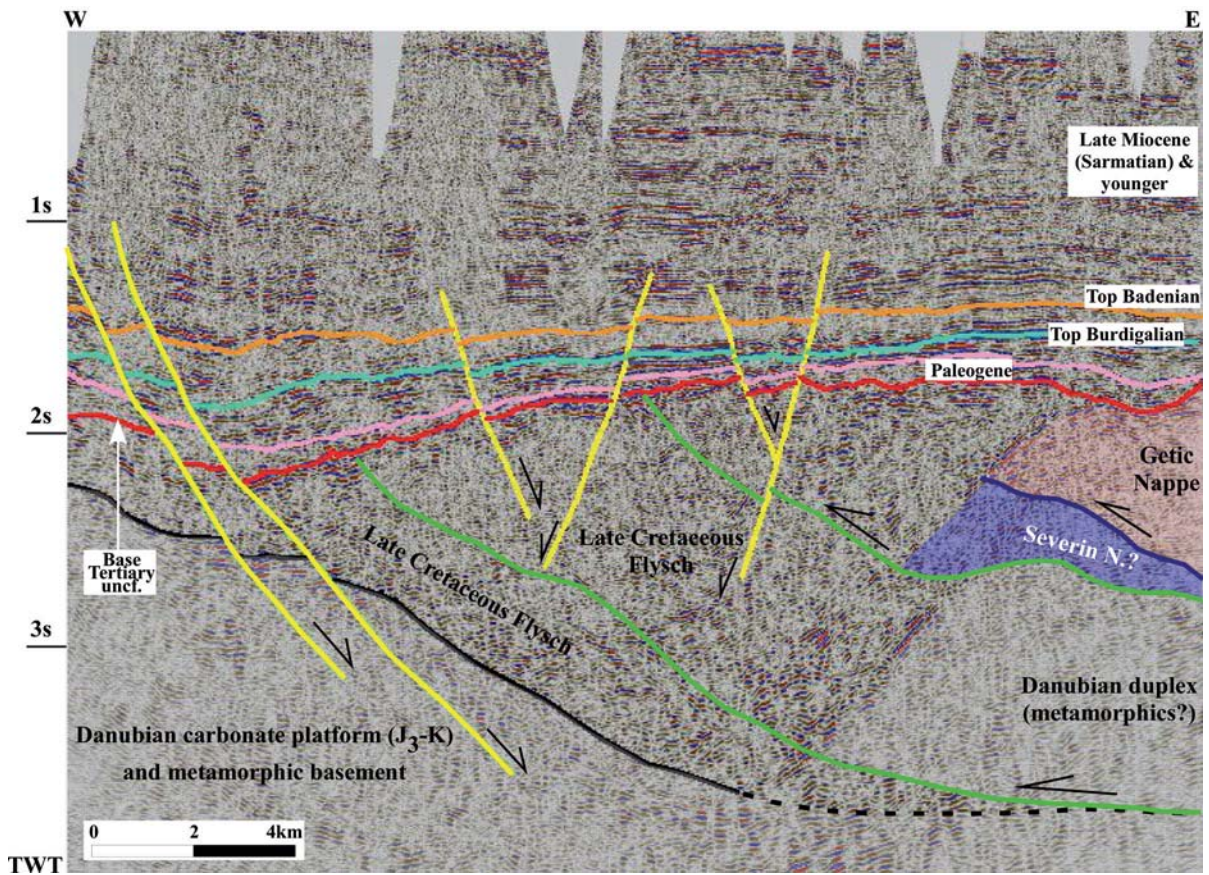 W
E
Late Miocene
(Sarmatian) &
younger
1s
Top Badenian
Top Burdigalian
Paleogene
2s
Getic
Nappe
Late Cretaceous
Flysch
Severin N.?
Base
Tertiary
uncf.
Late Cretaceous Flysch
3s
Danubian duplex
(metamorphics?)
Danubian carbonate platform (J3-K)
and metamorphic basement
0 2 4km
TWT